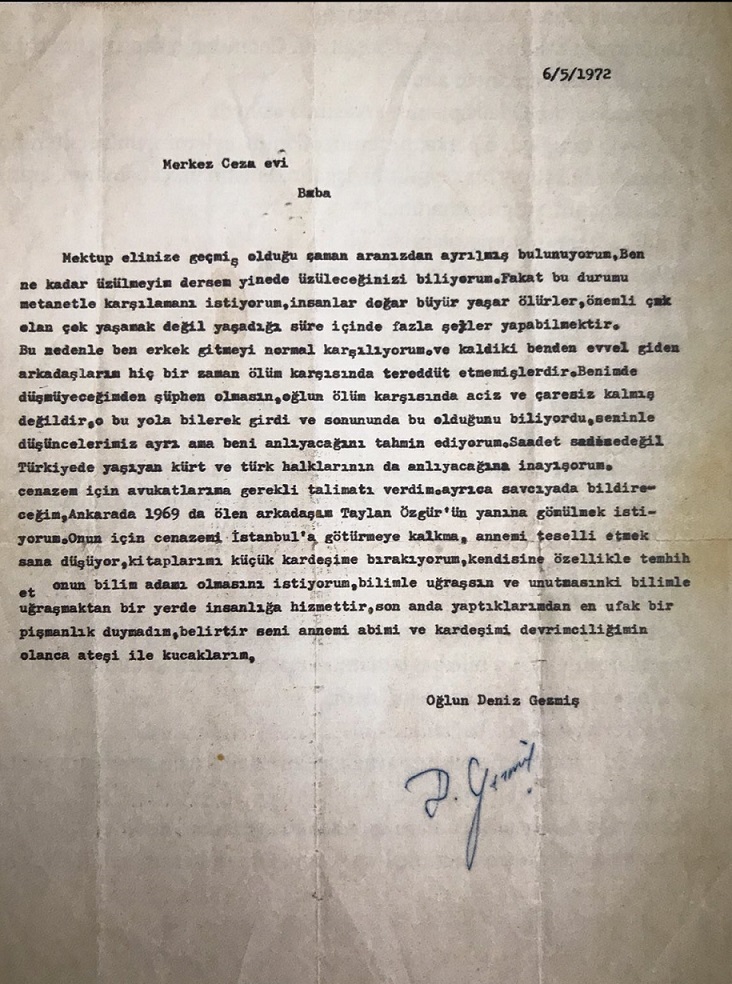 6/5/1972
Merkez Ceza evi
Baba
Mektup elinize geçmiş olduğu zaman aranızdan ayrılmış bulunuyorum,Ben
ne kadar üzülmeyim dersem yinede üzüleceğinizi biliyorum.Fakat bu durumu
metanetle karşılamanı istiyorum,insanlar doğar büyür yaşar ölürler,önemli çok
olan çok yaşamak değil yaşadığı süre içinde fazla şeyler yapabilmektir.
Bu nedenle ben erkek gitmeyi normal karşılıyorum.ve kaldiki benden evvel giden
arkadaşlarım hiç bir zaman ölüm karşısında tereddüt etmemişlerdir.Benimde
düşmüyeceğimden şüphen olmasın,oğlun ölüm karşısında aciz ve çaresiz kalmış
değildir,o bu yola bilerek girdi ve sonununda bu olduğunu biliyordu,seninle
düşüncelerimiz ayrı ama beni anlıyacağını tahmin ediyorum.Saadet değil
Türkiyede yaşıyan kürt ve türk halklarının da anlıyacağına inayışorum.
cenazem için avukatlarıma gerekli talimatı verdim.ayrıca savcıyada bildire-
ceğim,Ankarada 1969 da ölen arkadaşım Taylan Özgür'ün yanına gömülmek isti-
yorum.Onun için cenazemi İstanbul'a götürmeye kalkma, annemi teselli etmek
sana düşüyor,kitaplarımı küçük kardeşime bırakıyorum,kendisine özellikle tembih
et onun bilim adamı olmasını istiyorum,bilimle uğraşsın ve unutmasınki bilimle
uğraşmaktan bir yerde insanlığa hizmettir,son anda yaptıklarımdan en ufak bir
pişmanlık duymadım,belirtir seni annemi abimi ve kardeşimi devrimciliğimin
olanca ateşi ile kucaklarım,
Oğlun Deniz Gezmiş
D. Gezmiş